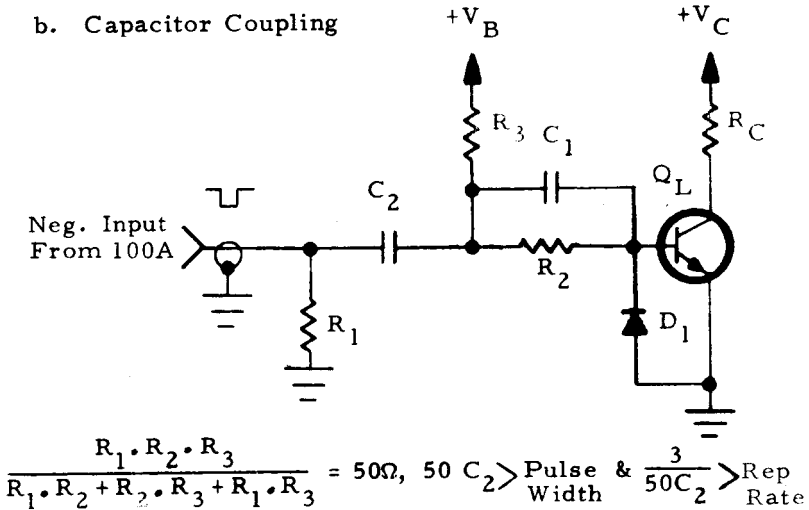 b. Capacitor Coupling
+V_B
+V_C
R_3
C_1
R_C
C_2
Q_L
Neg. Input
From 100A
R_2
R_1
D_1
R_1·R_2·R_3 / R_1·R_2+R_2·R_3+R_1·R_3 = 50Ω, 50 C_2 > Pulse Width & 3/50C_2 > Rep Rate